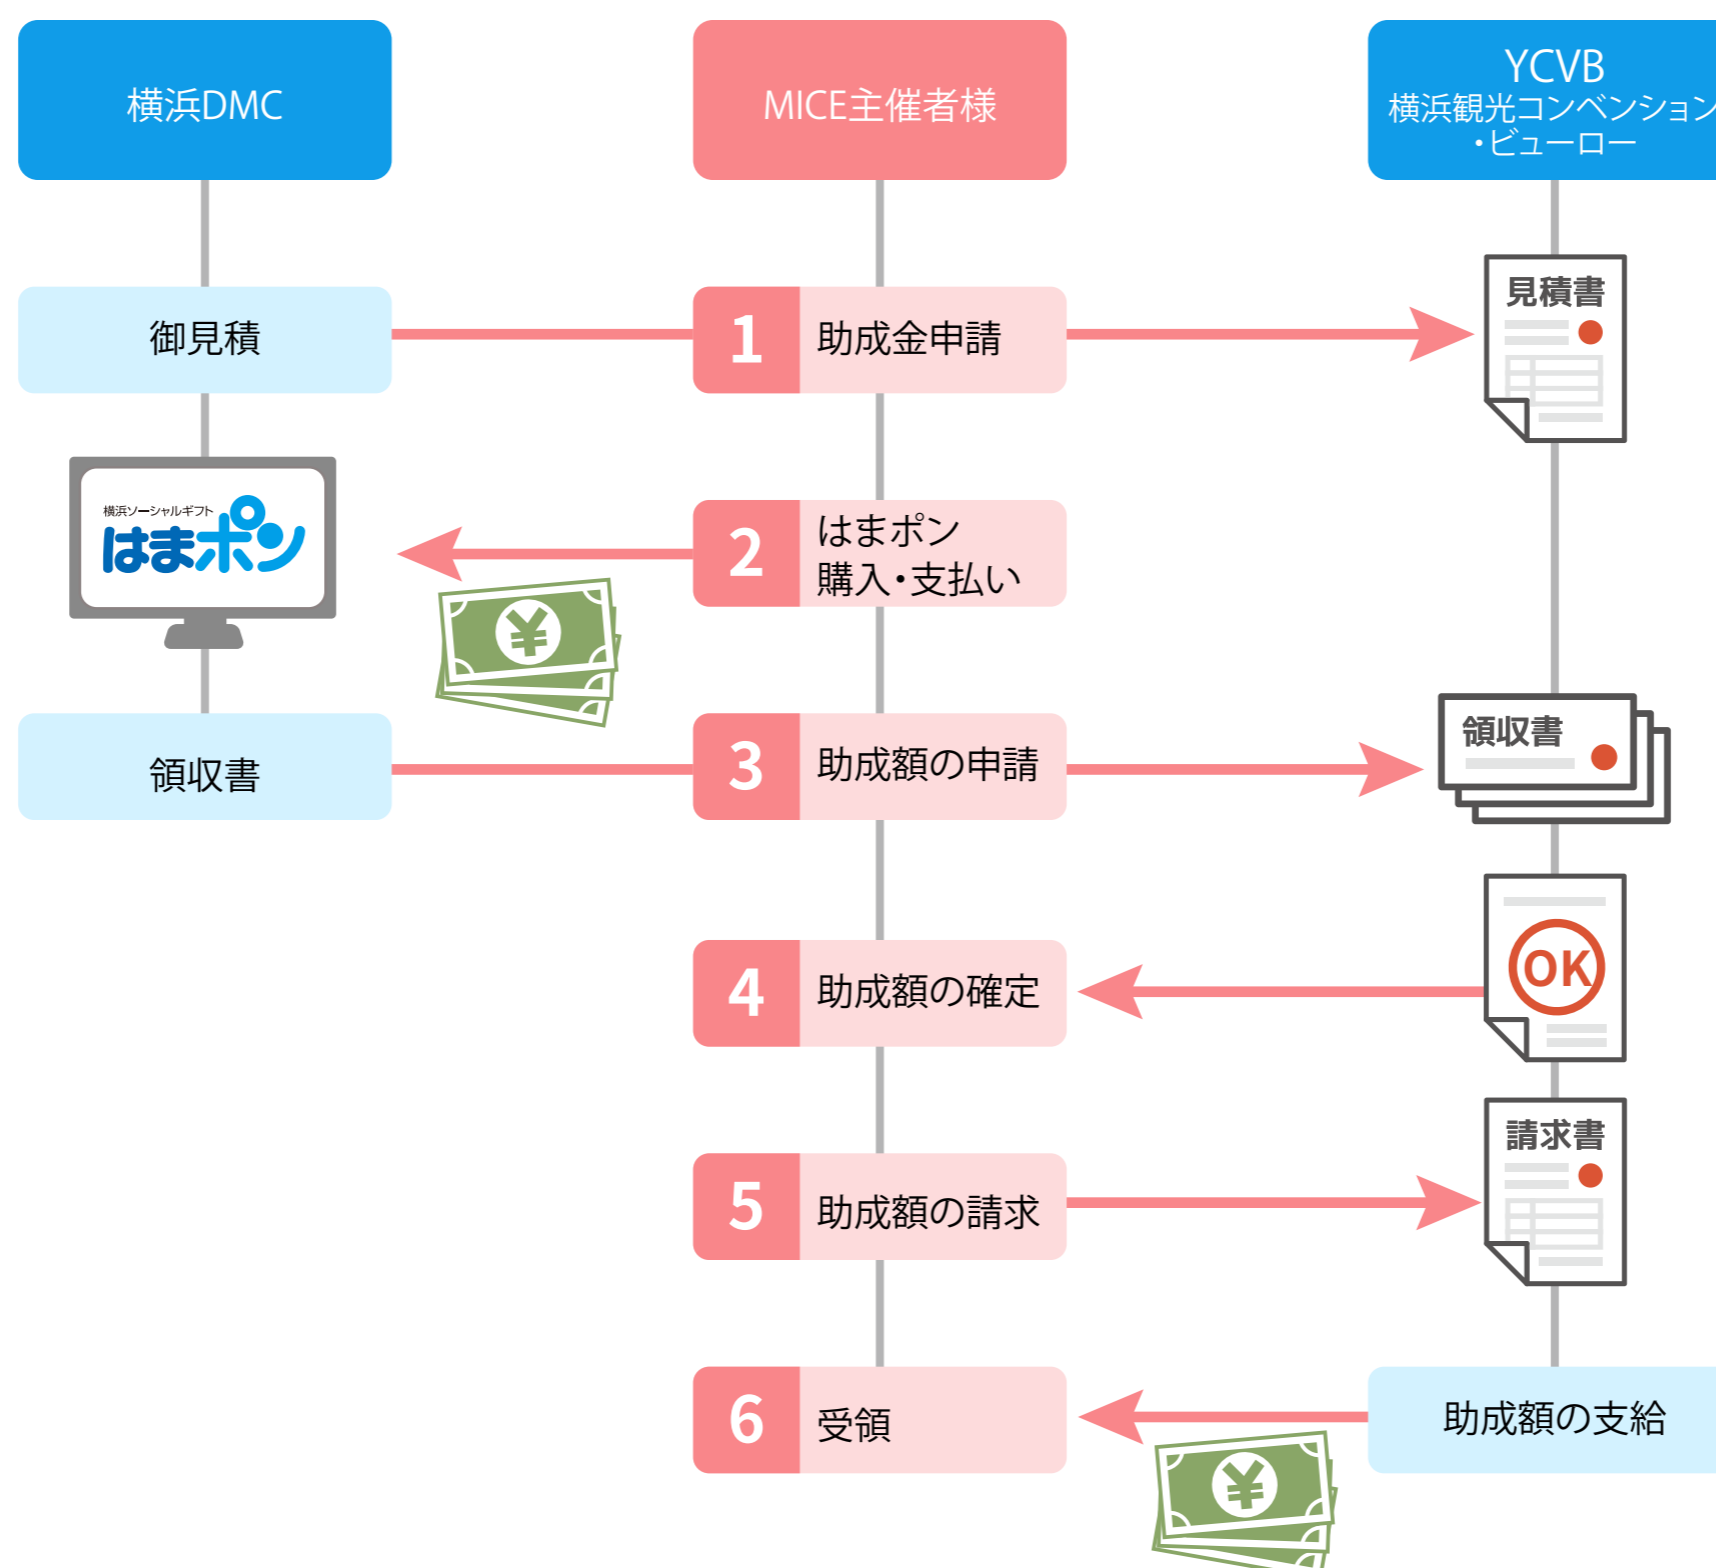 横浜DMC
MICE主催者様
YCVB
横浜観光コンベンション
・ビューロー
御見積
1 助成金申請
見積書
横浜ソーシャルギフト
はまポン
2 はまポン
購入・支払い
¥
領収書
3 助成額の申請
領収書
4 助成額の確定
OK
5 助成額の請求
請求書
6 受領
助成額の支給
¥